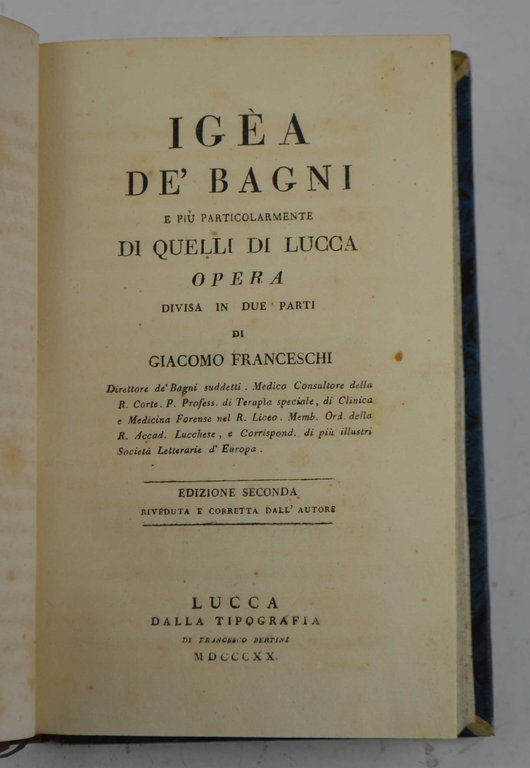 IGÈA
DE' BAGNI
E PIÙ PARTICOLARMENTE
DI QUELLI DI LUCCA
OPERA
DIVISA IN DUE PARTI
DI
GIACOMO FRANCESCHI
Direttore de' Bagni suddetti. Medico Consultore della
R. Corte. P. Profess. di Terapìa speciale, di Clinica
e Medicina Forense nel R. Liceo. Memb. Ord. della
R. Accad. Lucchese, e Corrispond. di più illustri
Società Letterarie d' Europa.
EDIZIONE SECONDA
RIVEDUTA E CORRETTA DALL' AUTORE
LUCCA
DALLA TIPOGRAFIA
DI FRANCESCO BERTINI
MDCCCXX.